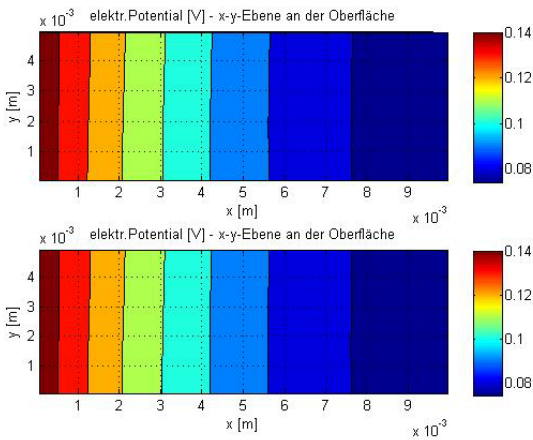 elektr.Potential [V] - x-y-Ebene an der Oberfläche
x 10⁻³
4
3
2
1
y [m]
1 2 3 4 5 6 7 8 9
x [m]
x 10⁻³
0.14
0.12
0.1
0.08
elektr.Potential [V] - x-y-Ebene an der Oberfläche
x 10⁻³
4
3
2
1
y [m]
1 2 3 4 5 6 7 8 9
x [m]
x 10⁻³
0.14
0.12
0.1
0.08